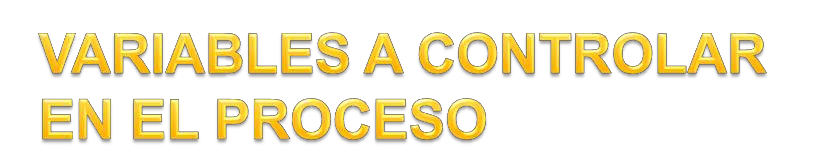 VARIABLES A CONTROLAR
EN EL PROCESO